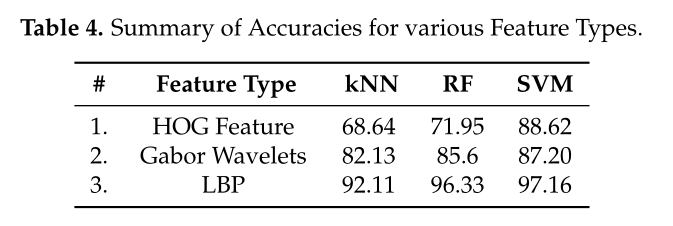 Table 4. Summary of Accuracies for various Feature Types.
# Feature Type kNN RF SVM
1. HOG Feature 68.64 71.95 88.62
2. Gabor Wavelets 82.13 85.6 87.20
3. LBP 92.11 96.33 97.16